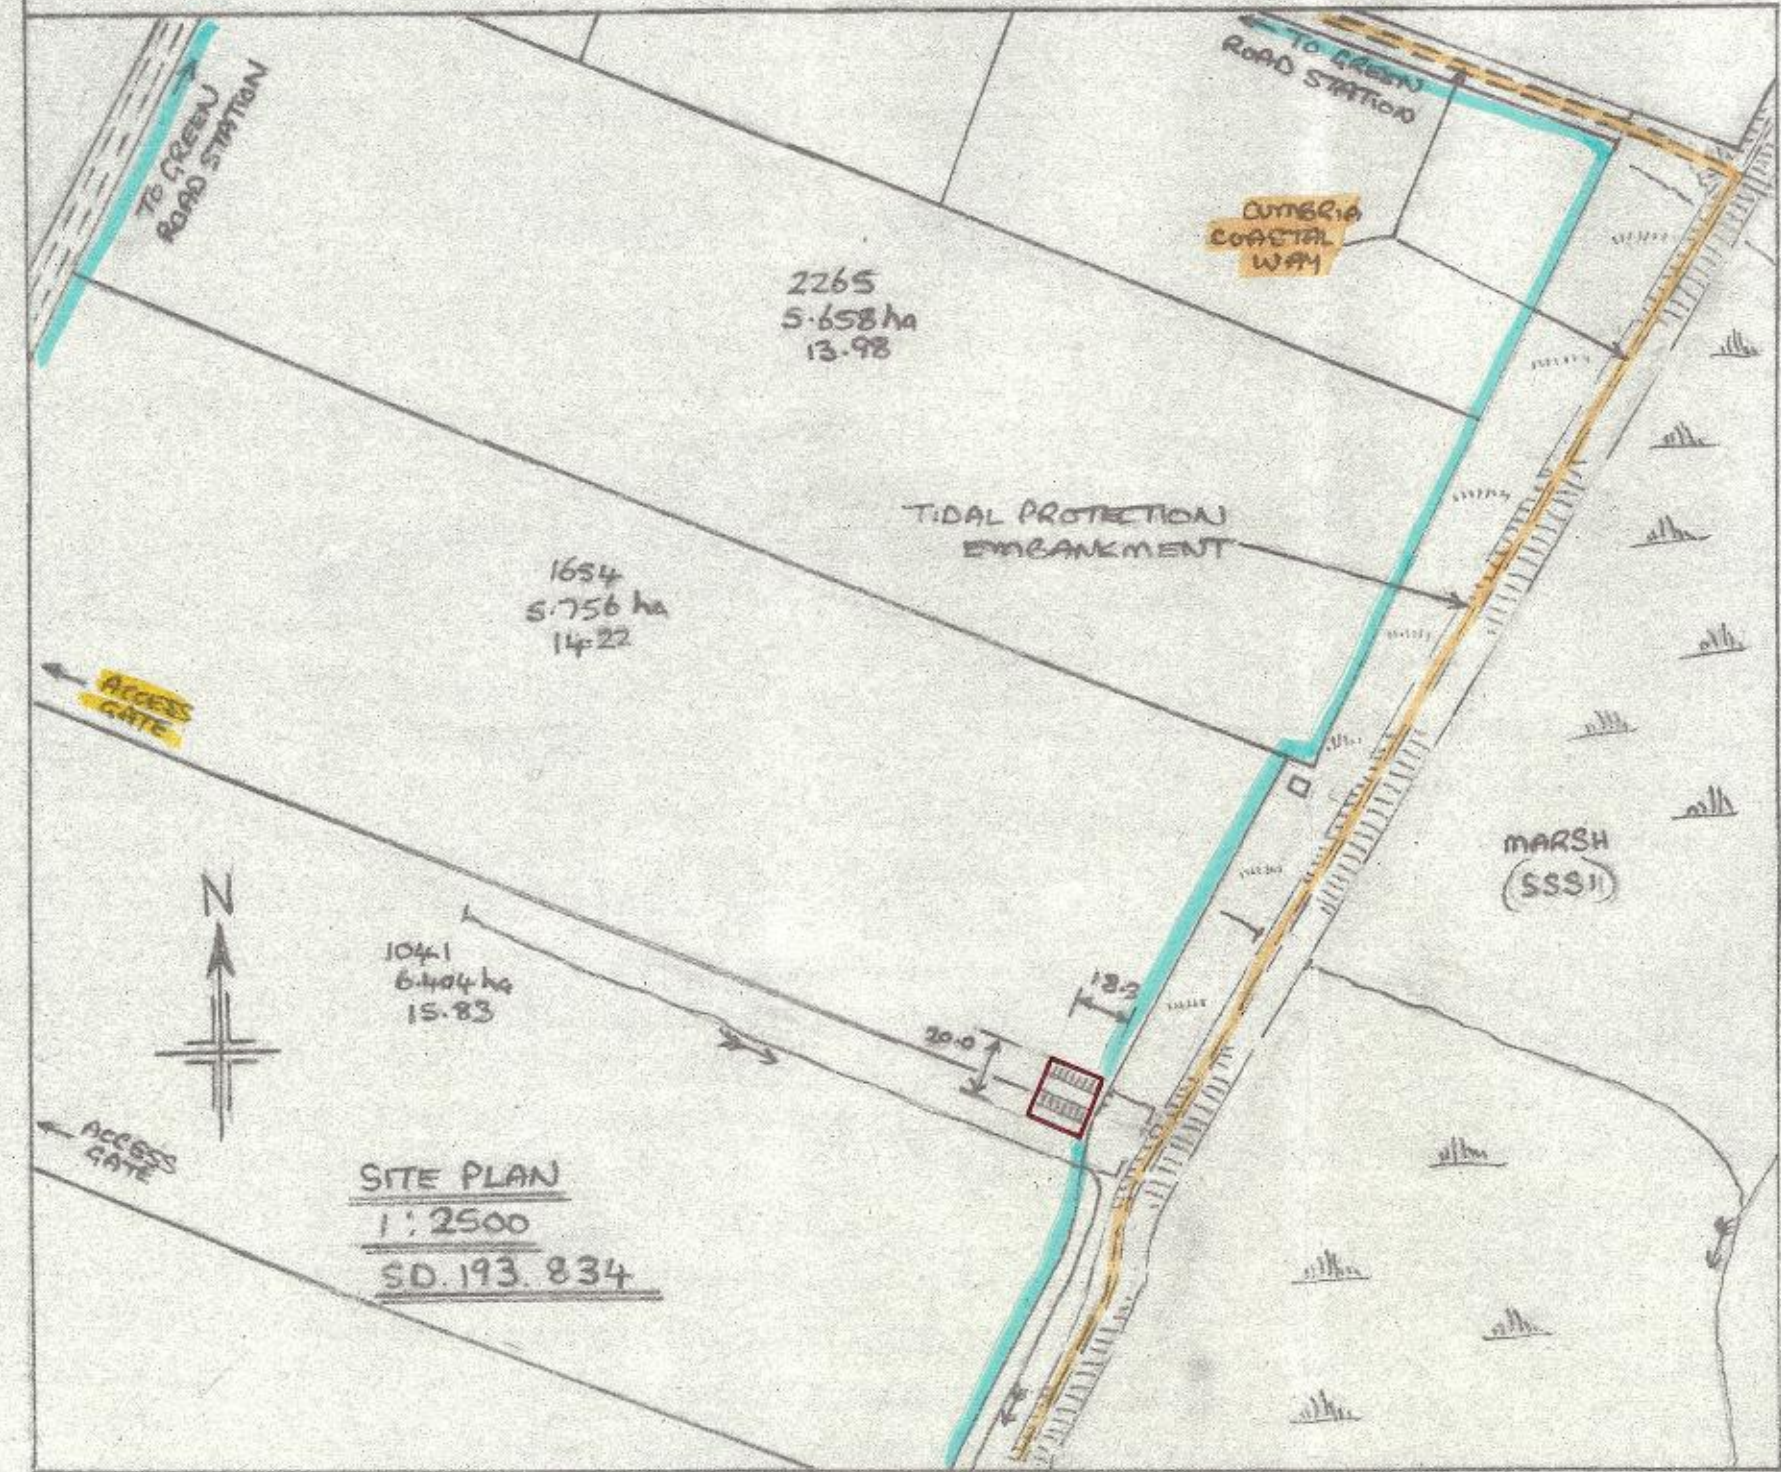 TO GREEN
ROAD STATION
TO GREEN
ROAD STATION
CUMBRIA
COASTAL
WAY
2265
5.658 ha
13.98
TIDAL PROTECTION
EMBANKMENT
1654
5.756 ha
14.22
ACCESS
GATE
MARSH
(SSSI)
N
1041
6.404 ha
15.83
18.3
20.0
ACCESS
GATE
SITE PLAN
1:2500
SD.193.834